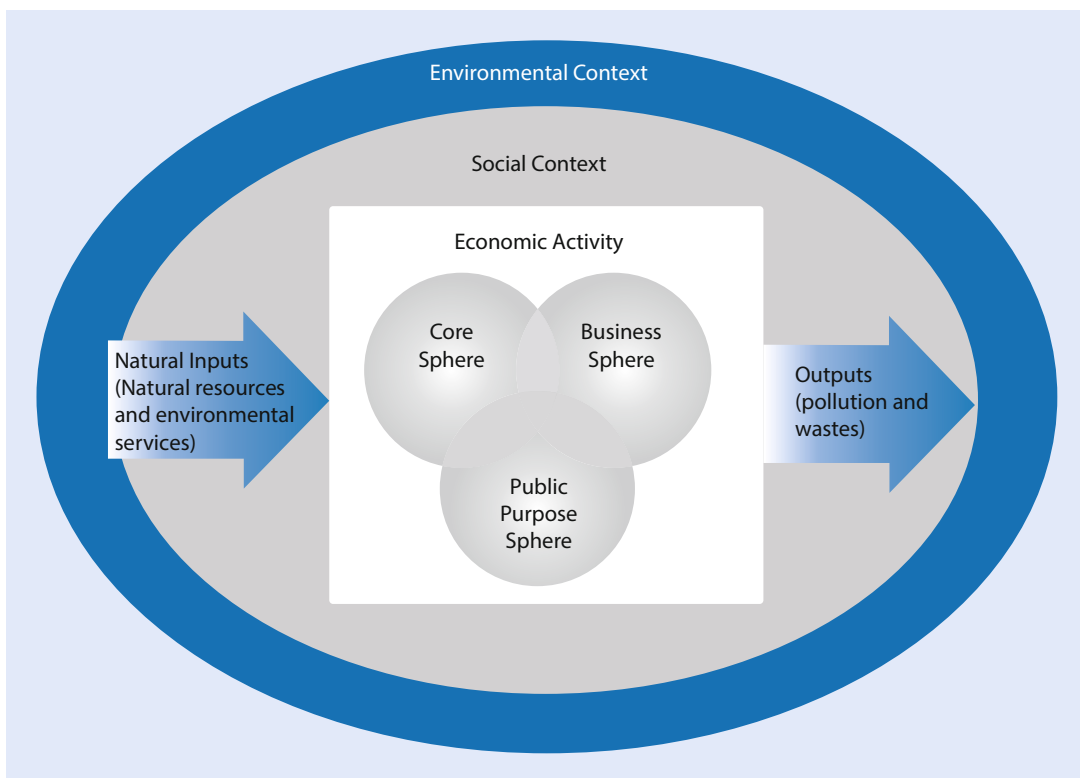 Environmental Context
Social Context
Economic Activity
Core
Sphere
Business
Sphere
Natural Inputs
(Natural resources
and environmental
services)
Outputs
(pollution and
wastes)
Public
Purpose
Sphere